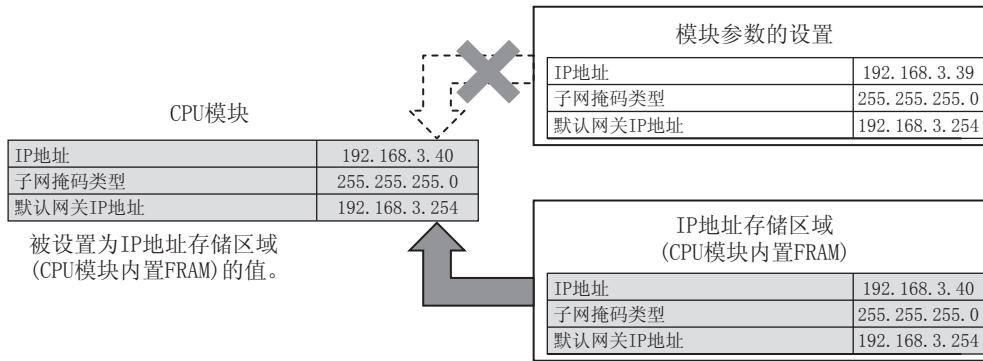 模块参数的设置
IP地址 192.168.3.39
子网掩码类型 255.255.255.0
默认网关IP地址 192.168.3.254
CPU模块
IP地址 192.168.3.40
子网掩码类型 255.255.255.0
默认网关IP地址 192.168.3.254
被设置为IP地址存储区域
(CPU模块内置FRAM)的值。
IP地址存储区域
(CPU模块内置FRAM)
IP地址 192.168.3.40
子网掩码类型 255.255.255.0
默认网关IP地址 192.168.3.254